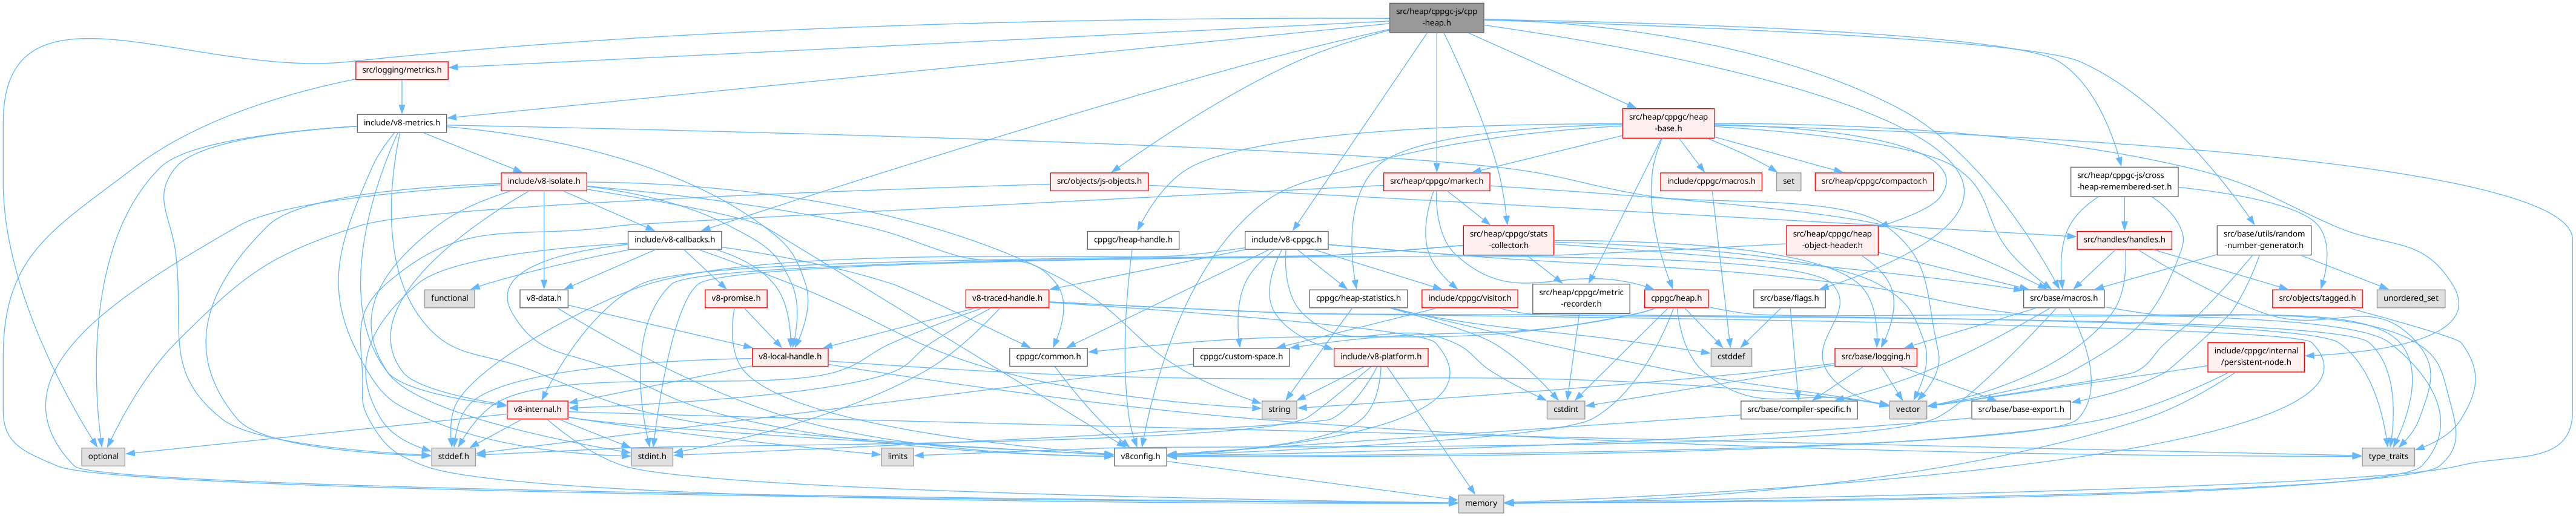 src/heap/cppgc-js/cpp
-heap.h
src/logging/metrics.h
include/v8-metrics.h
src/heap/cppgc/heap
-base.h
include/v8-isolate.h
src/objects/js-objects.h
src/heap/cppgc/marker.h
include/cppgc/macros.h
set
src/heap/cppgc/compactor.h
src/heap/cppgc-js/cross
-heap-remembered-set.h
include/v8-callbacks.h
cppgc/heap-handle.h
include/v8-cppgc.h
src/heap/cppgc/stats
-collector.h
src/heap/cppgc/heap
-object-header.h
src/handles/handles.h
src/base/utils/random
-number-generator.h
functional
v8-data.h
v8-promise.h
v8-traced-handle.h
cppgc/heap-statistics.h
include/cppgc/visitor.h
src/heap/cppgc/metric
-recorder.h
cppgc/heap.h
src/base/flags.h
src/base/macros.h
src/objects/tagged.h
unordered_set
v8-local-handle.h
cppgc/common.h
cppgc/custom-space.h
include/v8-platform.h
cstddef
src/base/logging.h
include/cppgc/internal
/persistent-node.h
v8-internal.h
string
cstdint
src/base/compiler-specific.h
vector
src/base/base-export.h
optional
stddef.h
stdint.h
limits
v8config.h
type_traits
memory